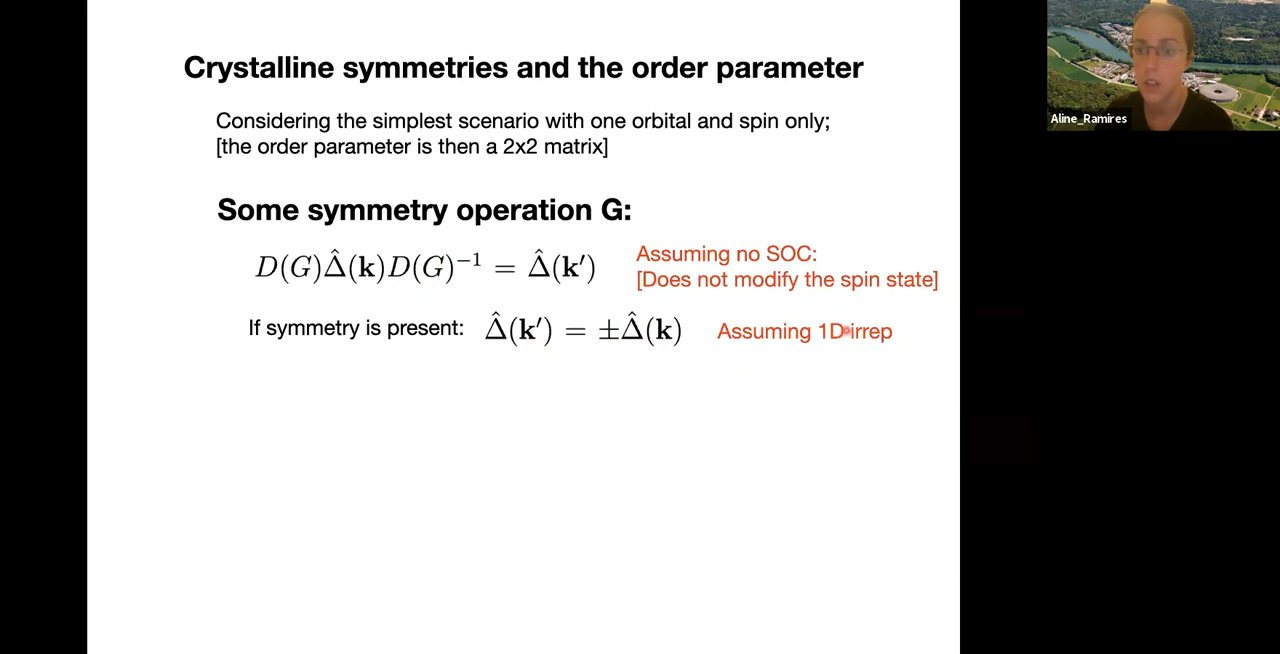 Crystalline symmetries and the order parameter
Considering the simplest scenario with one orbital and spin only;
[the order parameter is then a 2x2 matrix]
Some symmetry operation G:
D(G)Δ̂(𝐤)D(G)⁻¹ = Δ̂(𝐤′)
Assuming no SOC:
[Does not modify the spin state]
If symmetry is present: Δ̂(𝐤′) = ±Δ̂(𝐤)
Assuming 1D irrep
Aline_Ramires